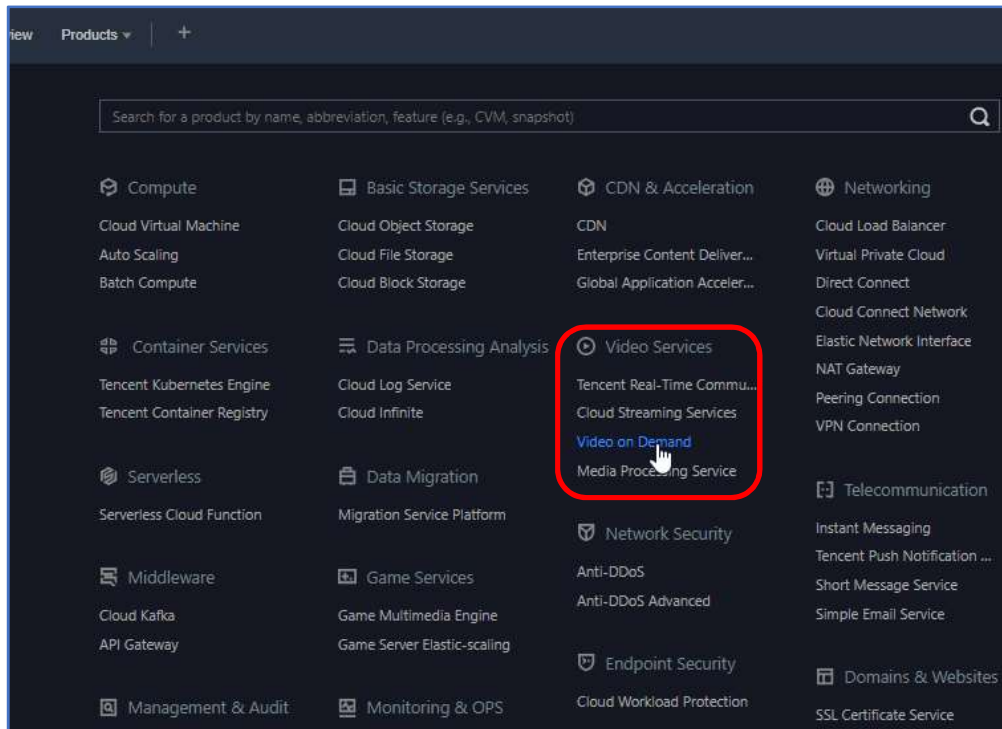 iew Products
Search for a product by name, abbreviation, feature (e.g., CVM, snapshot)
Compute
Cloud Virtual Machine
Auto Scaling
Batch Compute
Container Services
Tencent Kubernetes Engine
Tencent Container Registry
Serverless
Serverless Cloud Function
Middleware
Cloud Kafka
API Gateway
Management & Audit
Basic Storage Services
Cloud Object Storage
Cloud File Storage
Cloud Block Storage
Data Processing Analysis
Cloud Log Service
Cloud Infinite
Data Migration
Migration Service Platform
Game Services
Game Multimedia Engine
Game Server Elastic-scaling
Monitoring & OPS
CDN & Acceleration
CDN
Enterprise Content Deliver...
Global Application Acceler...
Video Services
Tencent Real-Time Commu...
Cloud Streaming Services
Video on Demand
Media Processing Service
Network Security
Anti-DDoS
Anti-DDoS Advanced
Endpoint Security
Cloud Workload Protection
Networking
Cloud Load Balancer
Virtual Private Cloud
Direct Connect
Cloud Connect Network
Elastic Network Interface
NAT Gateway
Peering Connection
VPN Connection
Telecommunication
Instant Messaging
Tencent Push Notification ...
Short Message Service
Simple Email Service
Domains & Websites
SSL Certificate Service